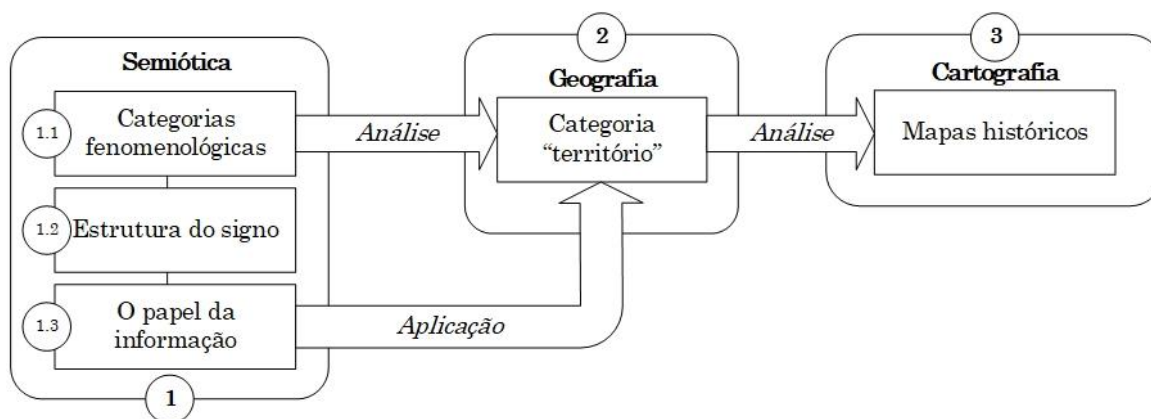 Semiótica
1.1
Categorias
fenomenológicas
1.2
Estrutura do signo
1.3
O papel da
informação
1
Análise
Aplicação
2
Geografia
Categoria
“território”
Análise
3
Cartografia
Mapas históricos